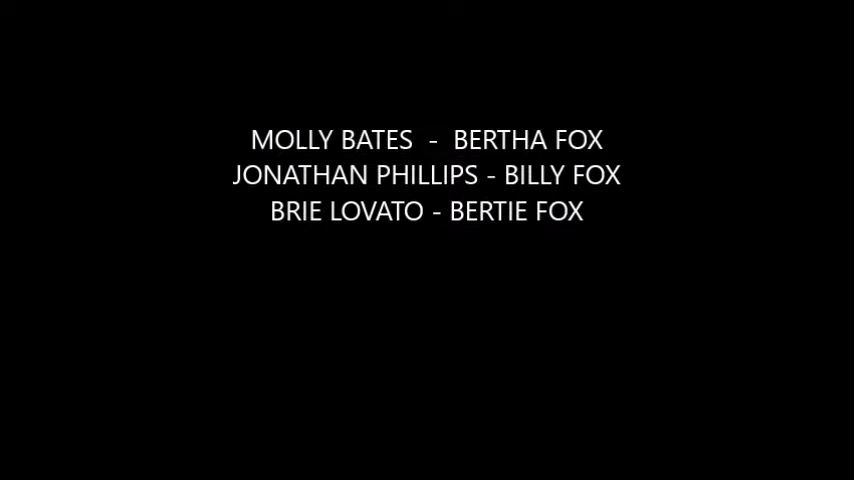 MOLLY BATES  -  BERTHA FOX
JONATHAN PHILLIPS - BILLY FOX
BRIE LOVATO - BERTIE FOX